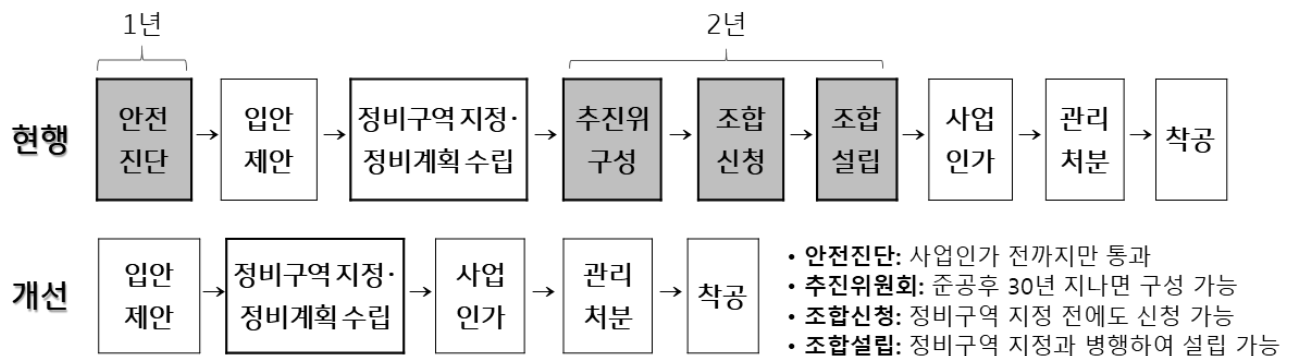 1년
2년
현행
안전
진단
→
입안
제안
→
정비구역 지정·
정비계획 수립
→
추진위
구성
→
조합
신청
→
조합
설립
→
사업
인가
→
관리
처분
→
착공
개선
입안
제안
→
정비구역 지정·
정비계획 수립
→
사업
인가
→
관리
처분
→
착공
• 안전진단: 사업인가 전까지만 통과
• 추진위원회: 준공후 30년 지나면 구성 가능
• 조합신청: 정비구역 지정 전에도 신청 가능
• 조합설립: 정비구역 지정과 병행하여 설립 가능